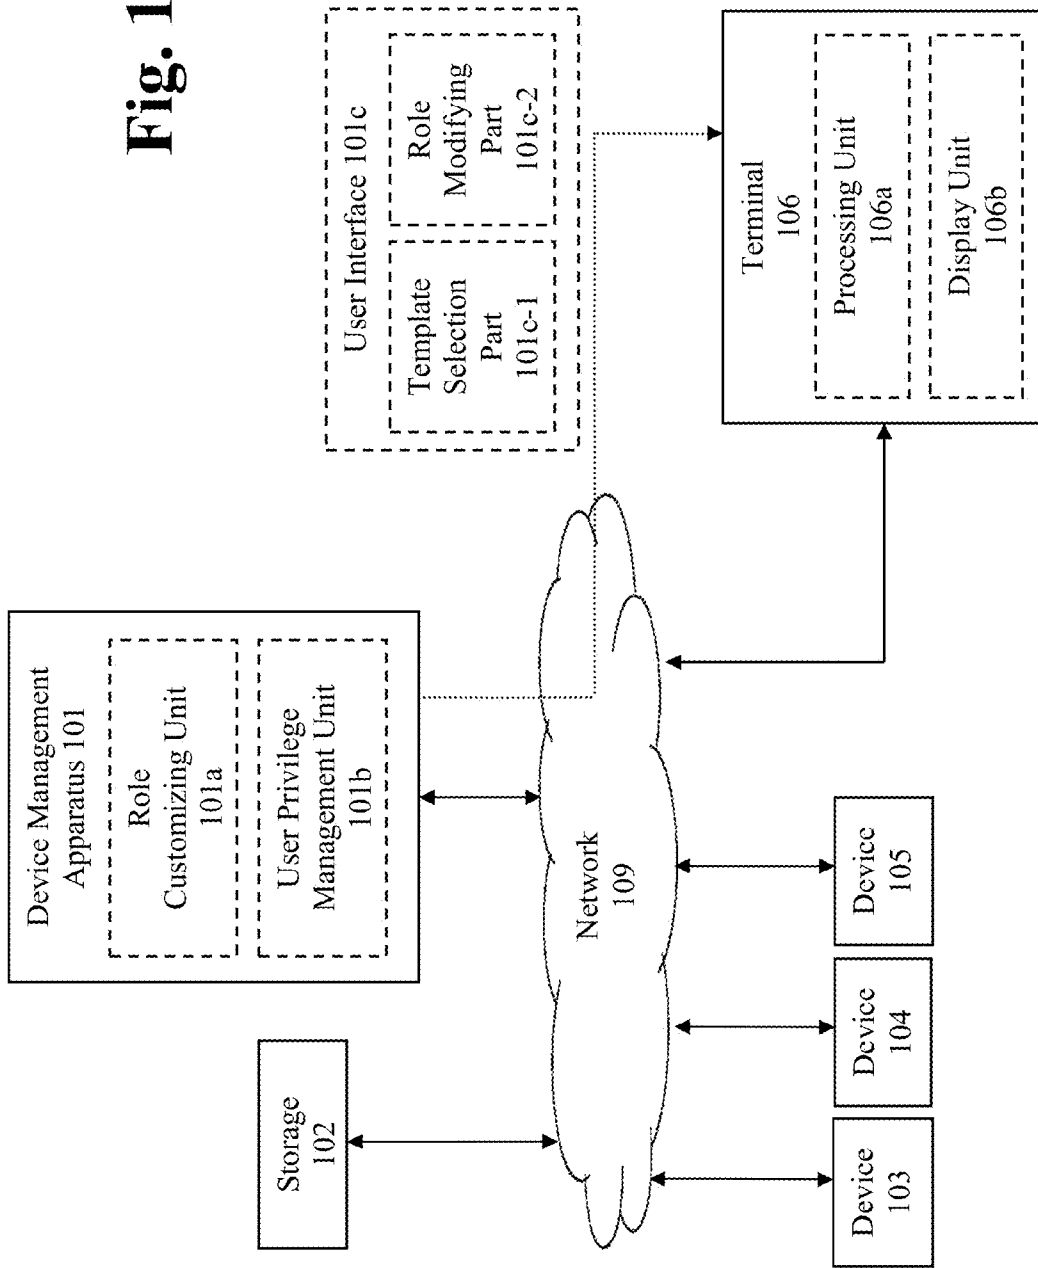 Fig. 1
Device Management
Apparatus 101
Role
Customizing Unit
101a
User Privilege
Management Unit
101b
User Interface 101c
Template
Selection
Part
101c-1
Role
Modifying
Part
101c-2
Storage
102
Network
109
Device
103
Device
104
Device
105
Terminal
106
Processing Unit
106a
Display Unit
106b